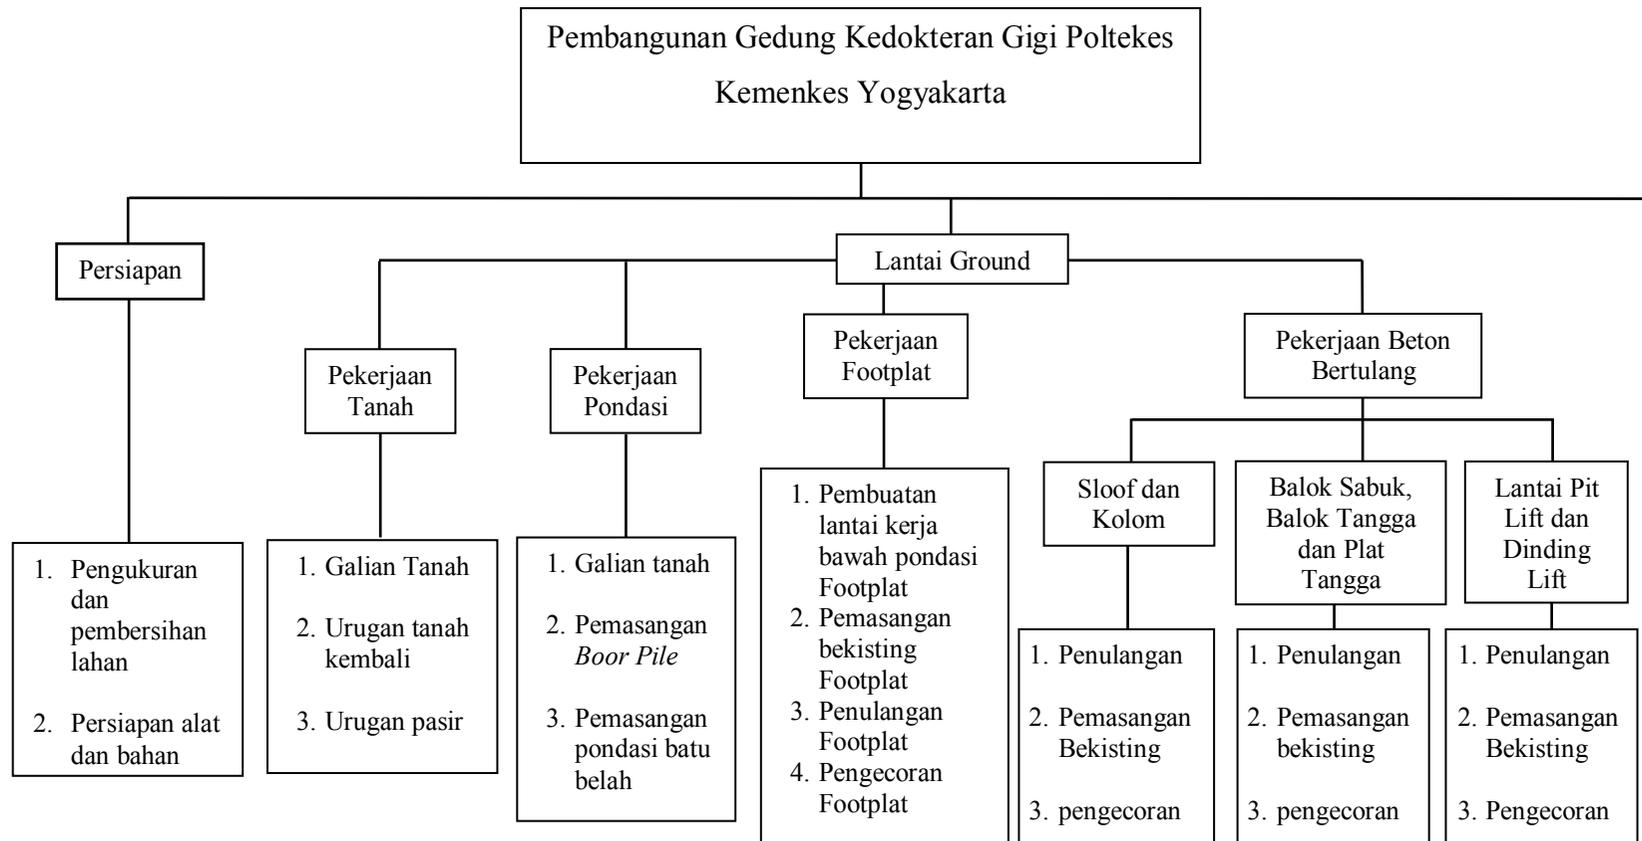 Pembangunan Gedung Kedokteran Gigi Poltekes
Kemenkes Yogyakarta
Persiapan
Lantai Ground
Pekerjaan
Tanah
Pekerjaan
Pondasi
Pekerjaan
Footplat
Pekerjaan Beton
Bertulang
Sloof dan
Kolom
Balok Sabuk,
Balok Tangga
dan Plat
Tangga
Lantai Pit
Lift dan
Dinding
Lift
1. Pengukuran
dan
pembersihan
lahan
2. Persiapan alat
dan bahan
1. Galian Tanah
2. Urugan tanah
kembali
3. Urugan pasir
1. Galian tanah
2. Pemasangan
Boor Pile
3. Pemasangan
pondasi batu
belah
1. Pembuatan
lantai kerja
bawah pondasi
Footplat
2. Pemasangan
bekisting
Footplat
3. Penulangan
Footplat
4. Pengecoran
Footplat
1. Penulangan
2. Pemasangan
Bekisting
3. pengecoran
1. Penulangan
2. Pemasangan
bekisting
3. pengecoran
1. Penulangan
2. Pemasangan
Bekisting
3. Pengecoran